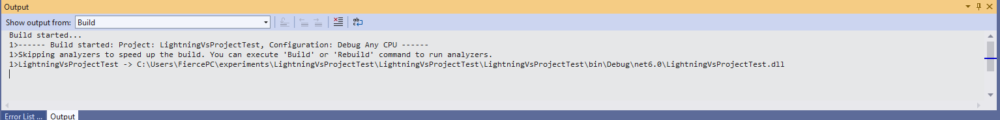 Output
Show output from: Build
Build started...
1>------ Build started: Project: LightningVsProjectTest, Configuration: Debug Any CPU ------
1>Skipping analyzers to speed up the build. You can execute 'Build' or 'Rebuild' command to run analyzers.
1>LightningVsProjectTest -> C:\Users\FiercePC\experiments\LightningVsProjectTest\LightningVsProjectTest\LightningVsProjectTest\bin\Debug\net6.0\LightningVsProjectTest.dll
Error List ... Output